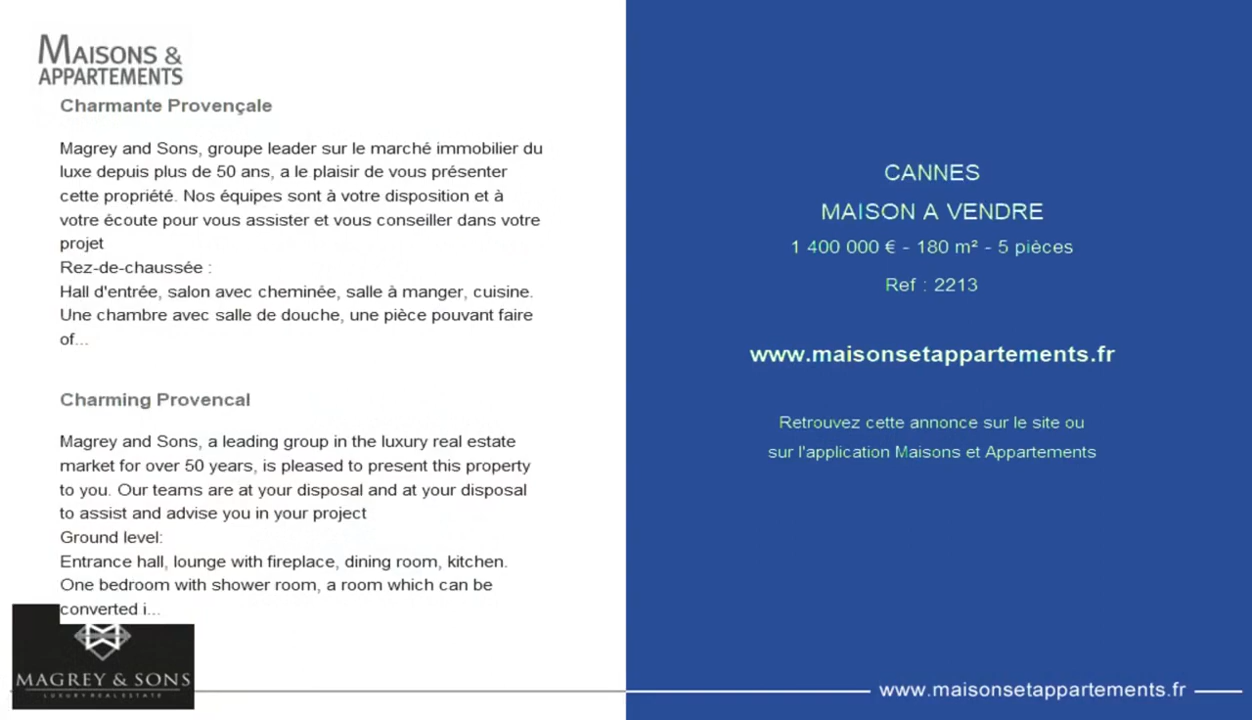 MAISONS &
APPARTEMENTS
Charmante Provençale
Magrey and Sons, groupe leader sur le marché immobilier du
luxe depuis plus de 50 ans, a le plaisir de vous présenter
cette propriété. Nos équipes sont à votre disposition et à
votre écoute pour vous assister et vous conseiller dans votre
projet
Rez-de-chaussée :
Hall d'entrée, salon avec cheminée, salle à manger, cuisine.
Une chambre avec salle de douche, une pièce pouvant faire
of...
Charming Provencal
Magrey and Sons, a leading group in the luxury real estate
market for over 50 years, is pleased to present this property
to you. Our teams are at your disposal and at your disposal
to assist and advise you in your project
Ground level:
Entrance hall, lounge with fireplace, dining room, kitchen.
One bedroom with shower room, a room which can be
converted i...
MAGREY & SONS
LUXURY REAL ESTATE
CANNES
MAISON A VENDRE
1 400 000 € - 180 m² - 5 pièces
Ref : 2213
www.maisonsetappartements.fr
Retrouvez cette annonce sur le site ou
sur l'application Maisons et Appartements
www.maisonsetappartements.fr